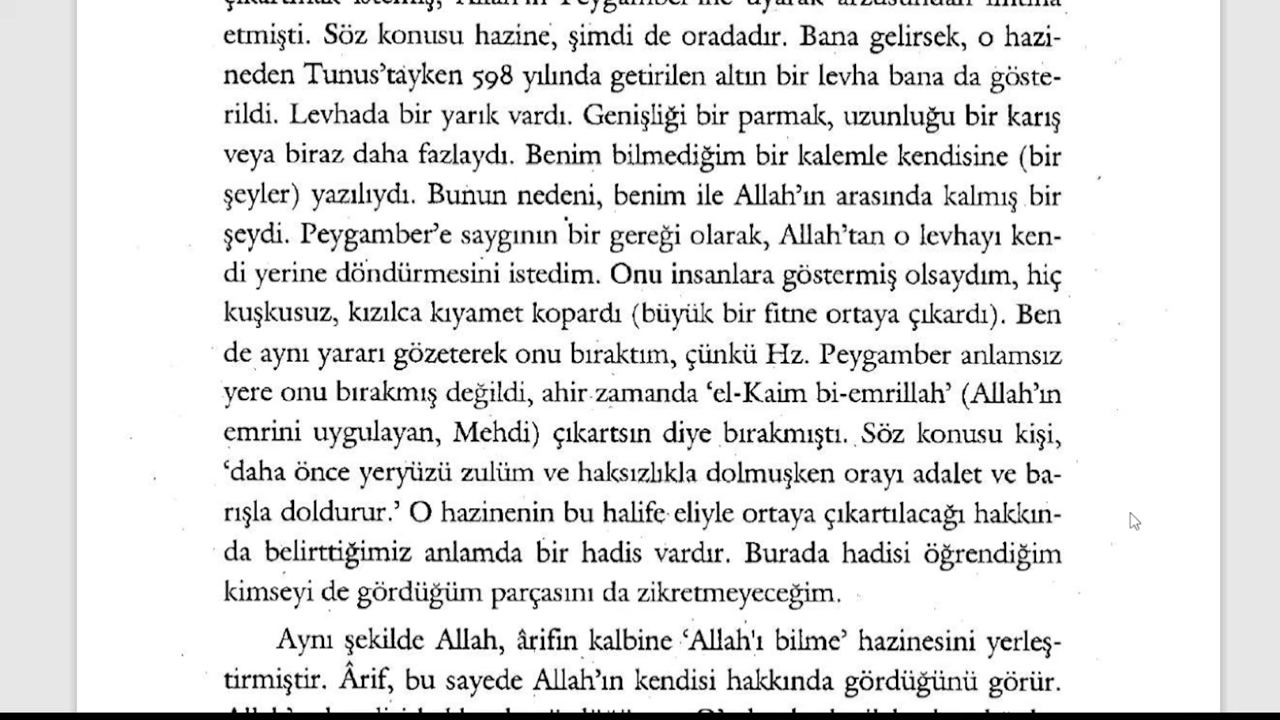 etmişti. Söz konusu hazine, şimdi de oradadır. Bana gelirsek, o hazi-
neden Tunus'tayken 598 yılında getirilen altın bir levha bana da göste-
rildi. Levhada bir yarık vardı. Genişliği bir parmak, uzunluğu bir karış
veya biraz daha fazlaydı. Benim bilmediğim bir kalemle kendisine (bir
şeyler) yazılıydı. Bunun nedeni, benim ile Allah'ın arasında kalmış bir
şeydi. Peygamber'e saygının bir gereği olarak, Allah'tan o levhayı ken-
di yerine döndürmesini istedim. Onu insanlara göstermiş olsaydım, hiç
kuşkusuz, kızılca kıyamet kopardı (büyük bir fitne ortaya çıkardı). Ben
de aynı yararı gözeterek onu bıraktım, çünkü Hz. Peygamber anlamsız
yere onu bırakmış değildi, ahir zamanda 'el-Kaim bi-emrillah' (Allah'ın
emrini uygulayan, Mehdi) çıkartsın diye bırakmıştı. Söz konusu kişi,
'daha önce yeryüzü zulüm ve haksızlıkla dolmuşken orayı adalet ve ba-
rışla doldurur.' O hazinenin bu halife eliyle ortaya çıkartılacağı hakkın-
da belirttiğimiz anlamda bir hadis vardır. Burada hadisi öğrendiğim
kimseyi de gördüğüm parçasını da zikretmeyeceğim.
Aynı şekilde Allah, ârifin kalbine 'Allah'ı bilme' hazinesini yerleş-
tirmiştir. Ârif, bu sayede Allah'ın kendisi hakkında gördüğünü görür.